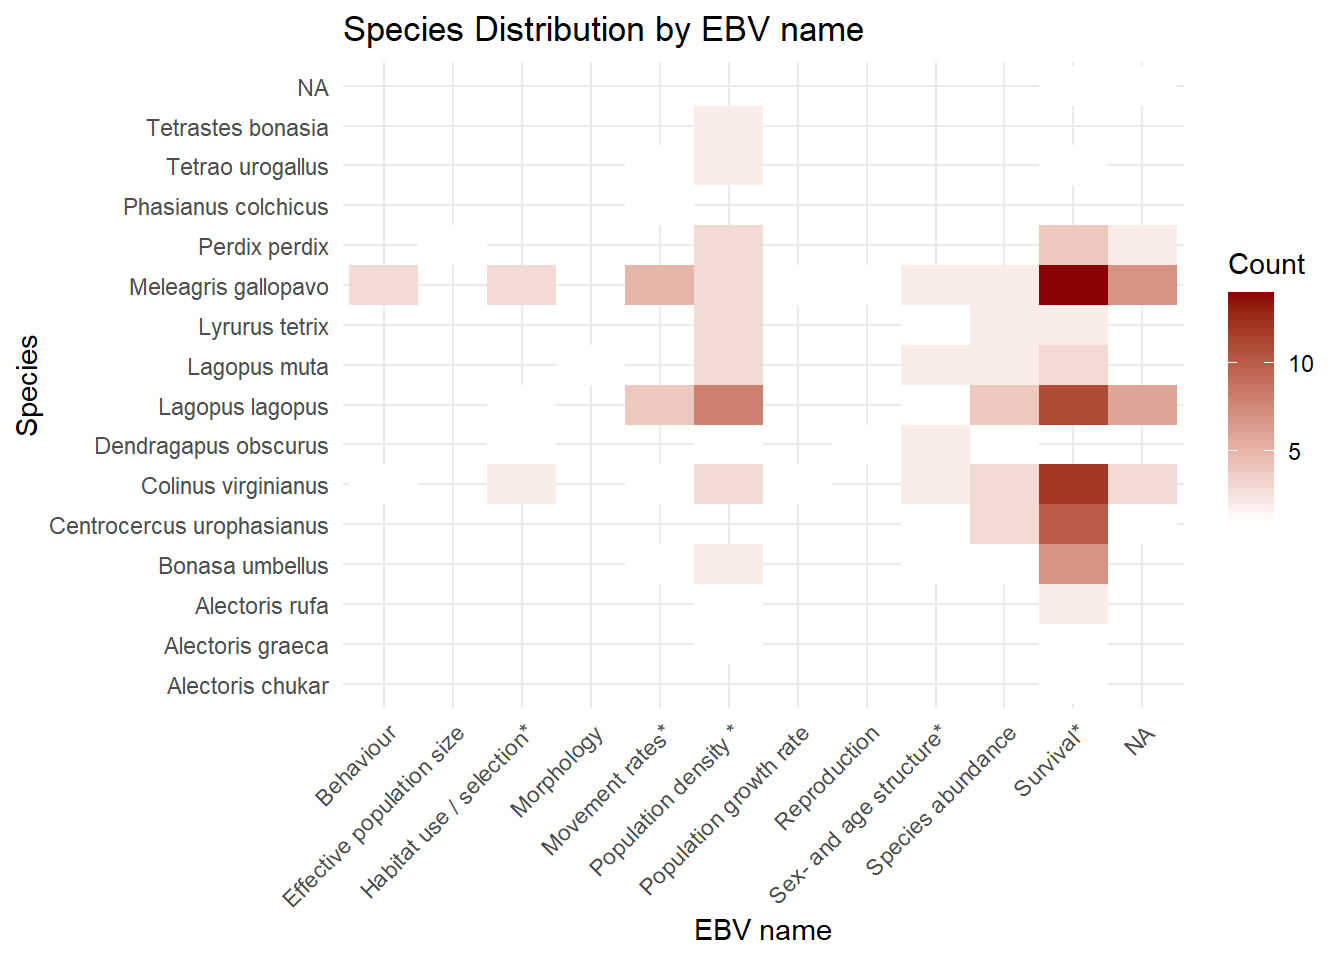 Species Distribution by EBV name
NA
Tetrastes bonasia
Tetrao urogallus
Phasianus colchicus
Perdix perdix
Meleagris gallopavo
Lyrurus tetrix
Lagopus muta
Lagopus lagopus
Dendragapus obscurus
Colinus virginianus
Centrocercus urophasianus
Bonasa umbellus
Alectoris rufa
Alectoris graeca
Alectoris chukar
Species
Behaviour
Effective population size
Habitat use / selection*
Morphology
Movement rates*
Population density *
Population growth rate
Reproduction
Sex- and age structure*
Species abundance
Survival*
NA
EBV name
Count
10
5